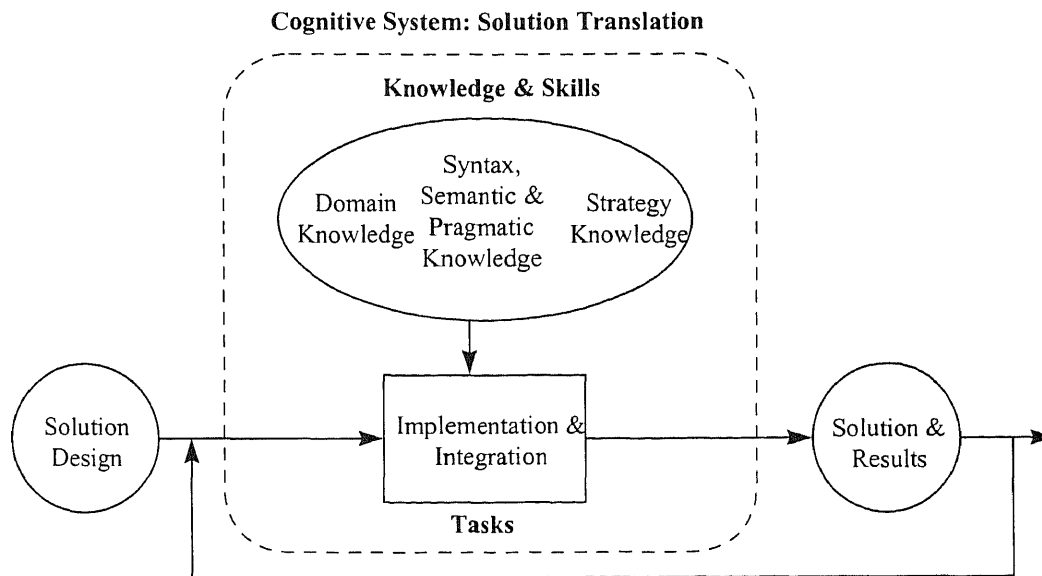 Cognitive System: Solution Translation
Knowledge & Skills
Domain
Knowledge
Syntax,
Semantic &
Pragmatic
Knowledge
Strategy
Knowledge
Solution
Design
Implementation &
Integration
Solution &
Results
Tasks